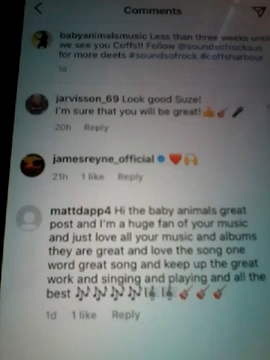 Comments
babyanimalsmusic Less than three weeks until
we see you Coffs!! Follow @soundsofrockaus
for more deets #soundsofrock #coffsharbour
1d
jarvisson_69 Look good Suze!
I'm sure that you will be great!👍🎸🎤
20h Reply
jamesreyne_official ❤️🙌
21h 1 like Reply
mattdapp4 Hi the baby animals great
post and I'm a huge fan of your music
and just love all your music and albums
they are great and love the song one
word great song and keep up the great
work and singing and playing and all the
best 🎶🎶🎶🎶🎼🎼🎸🎸🎸
1d 1 like Reply